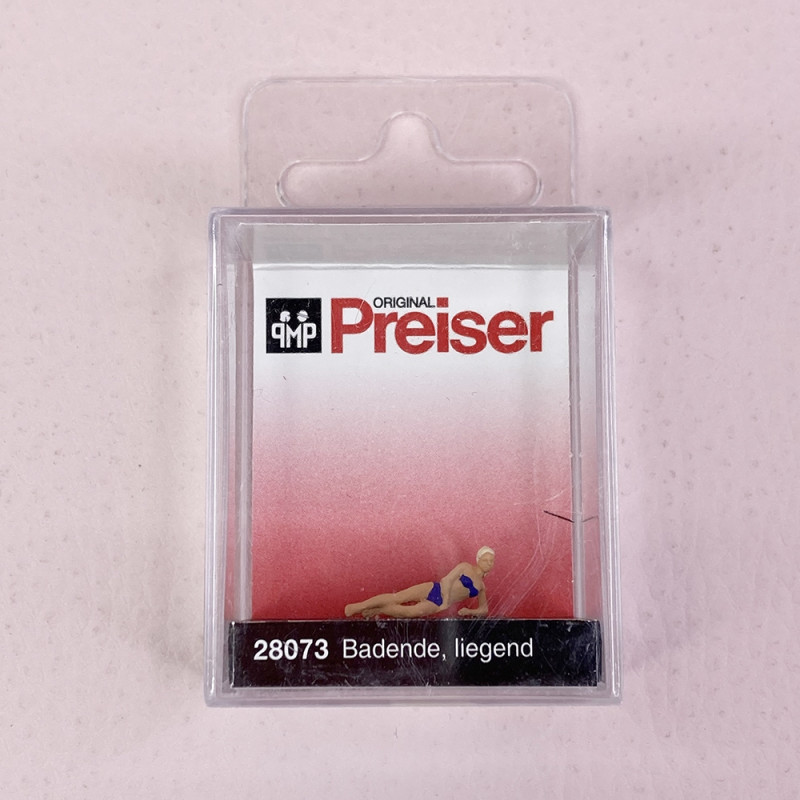 ORIGINAL
PMP Preiser
28073 Badende, liegend